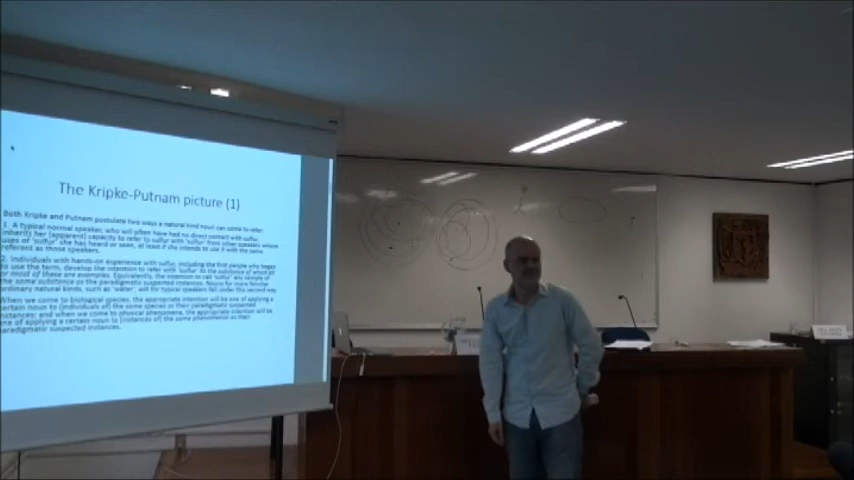 The Kripke-Putnam picture (1)
Both Kripke and Putnam postulate two ways a natural kind noun can come to refer:
1. A typical normal speaker, who will often have had no direct contact with sulfur,
inherits her (apparent) capacity to refer to sulfur with 'sulfur' from other speakers whose
uses of 'sulfur' she has heard or seen, at least if she intends to use it with the same
referent as those speakers.
2. Individuals with hands-on experience with sulfur, including the first people who began
to use the term, develop the intention to refer with 'sulfur' to the substance of which all
or most of these are examples. Equivalently, the intention to call 'sulfur' any sample of
the same substance as the paradigmatic suspected instances. Nouns for more familiar
ordinary natural kinds, such as 'water', will for typical speakers fall under this second way.
When we come to biological species, the appropriate intention will be one of applying a
certain noun to (individuals of) the same species as their paradigmatic suspected
instances; and when we come to physical phenomena, the appropriate intention will be
one of applying a certain noun to (instances of) the same phenomenon as their
paradigmatic suspected instances.